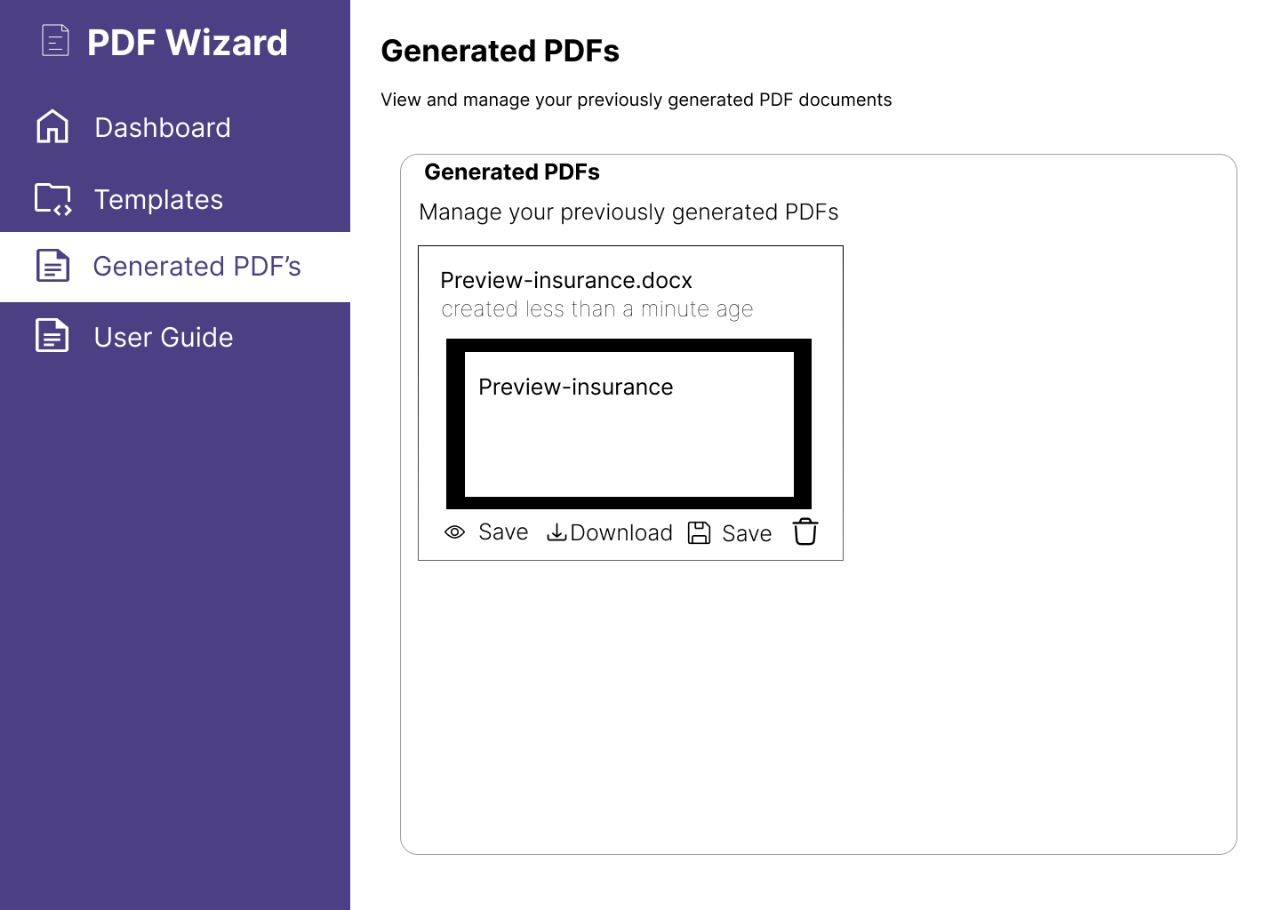 PDF Wizard
Dashboard
Templates
Generated PDF’s
User Guide
Generated PDFs
View and manage your previously generated PDF documents
Generated PDFs
Manage your previously generated PDFs
Preview-insurance.docx
created less than a minute age
Preview-insurance
Save Download Save